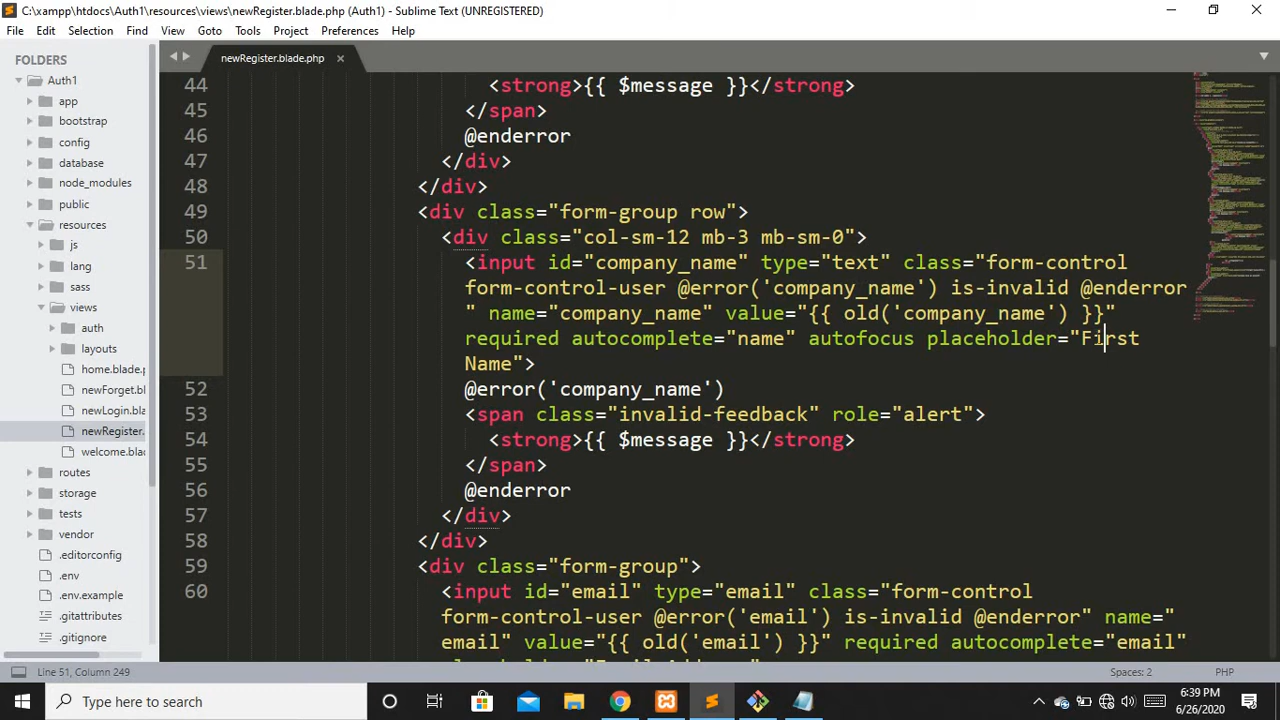 C:\xampp\htdocs\Auth1\resources\views\newRegister.blade.php (Auth1) - Sublime Text (UNREGISTERED)
File Edit Selection Find View Goto Tools Project Preferences Help
FOLDERS
Auth1
app
bootstrap
config
database
node_modules
public
resources
js
lang
sass
views
auth
layouts
home.blade.p
newForget.bl
newLogin.bla
newRegister.
welcome.blad
routes
storage
tests
vendor
.editorconfig
.env
.env.example
.gitattributes
.gitignore
newRegister.blade.php
44 <strong>{{ $message }}</strong>
45 </span>
46 @enderror
47 </div>
48 </div>
49 <div class="form-group row">
50 <div class="col-sm-12 mb-3 mb-sm-0">
51 <input id="company_name" type="text" class="form-control
form-control-user @error('company_name') is-invalid @enderror
" name="company_name" value="{{ old('company_name') }}"
required autocomplete="name" autofocus placeholder="First
Name">
52 @error('company_name')
53 <span class="invalid-feedback" role="alert">
54 <strong>{{ $message }}</strong>
55 </span>
56 @enderror
57 </div>
58 </div>
59 <div class="form-group">
60 <input id="email" type="email" class="form-control
form-control-user @error('email') is-invalid @enderror" name="
email" value="{{ old('email') }}" required autocomplete="email"
Line 51, Column 249
Spaces: 2
PHP
Type here to search
6:39 PM
6/26/2020